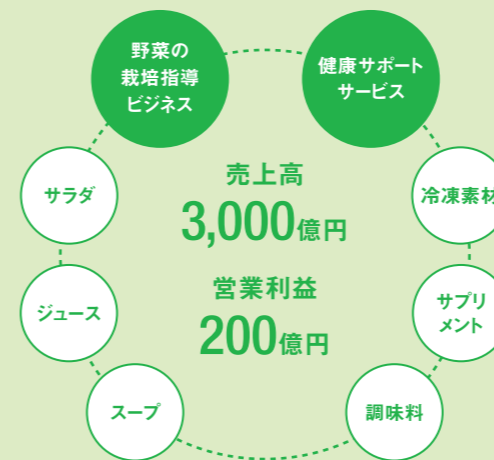 野菜の
栽培指導
ビジネス
健康サポート
サービス
サラダ
売上高
3,000億円
冷凍素材
ジュース
営業利益
200億円
サプリ
メント
スープ
調味料